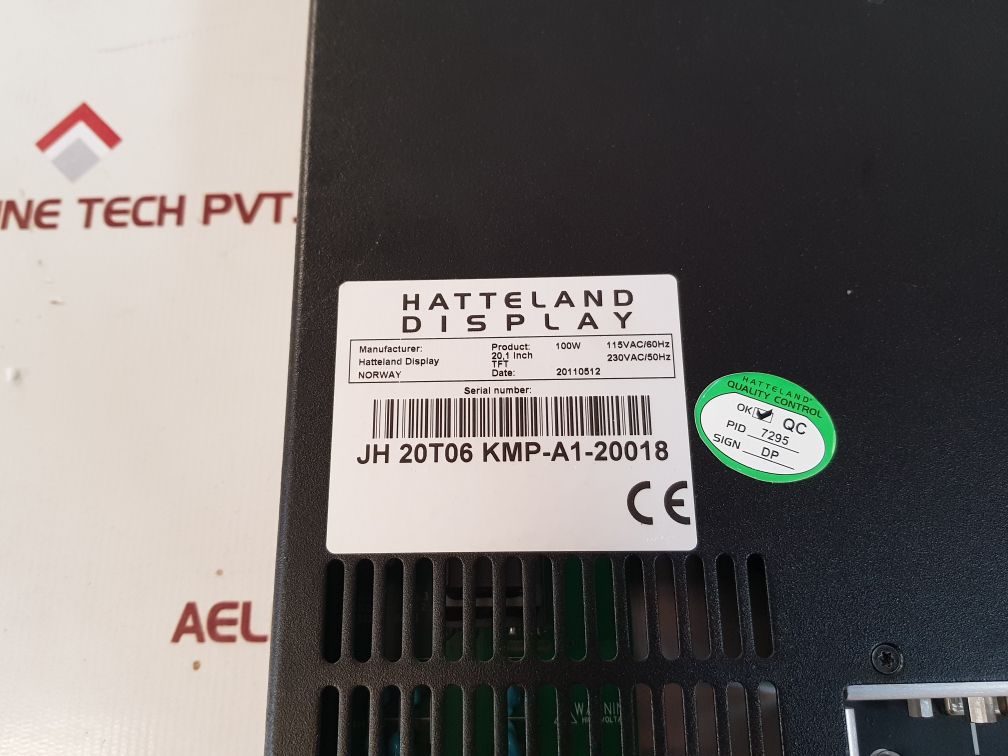 INE TECH PVT.
AEL
HATTELAND
DISPLAY
Manufacturer:
Hatteland Display
NORWAY
Product: 100W 115VAC/60Hz
20,1 Inch 230VAC/50Hz
TFT
Date: 20110512
Serial number:
JH 20T06 KMP-A1-20018
CE
HATTELAND®
QUALITY CONTROL
OK QC
PID 7295
SIGN DP
WARNIN